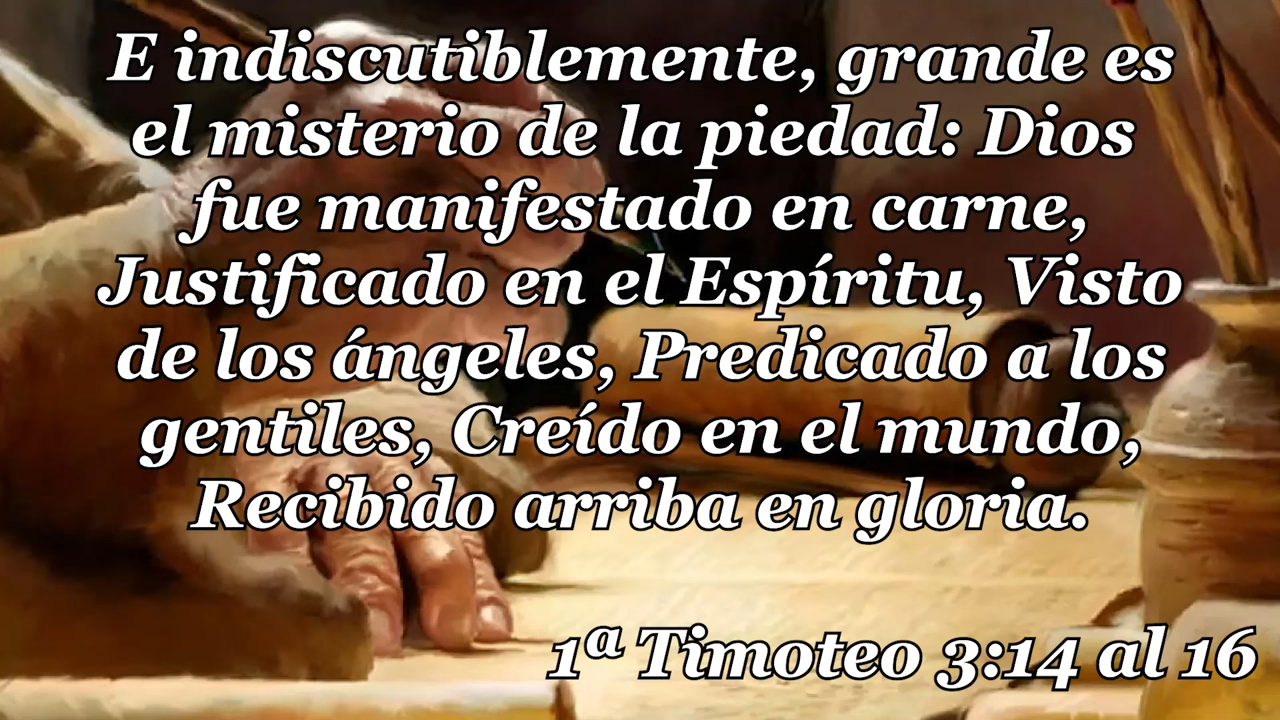 E indiscutiblemente, grande es
el misterio de la piedad: Dios
fue manifestado en carne,
Justificado en el Espíritu, Visto
de los ángeles, Predicado a los
gentiles, Creído en el mundo,
Recibido arriba en gloria.
1ª Timoteo 3:14 al 16